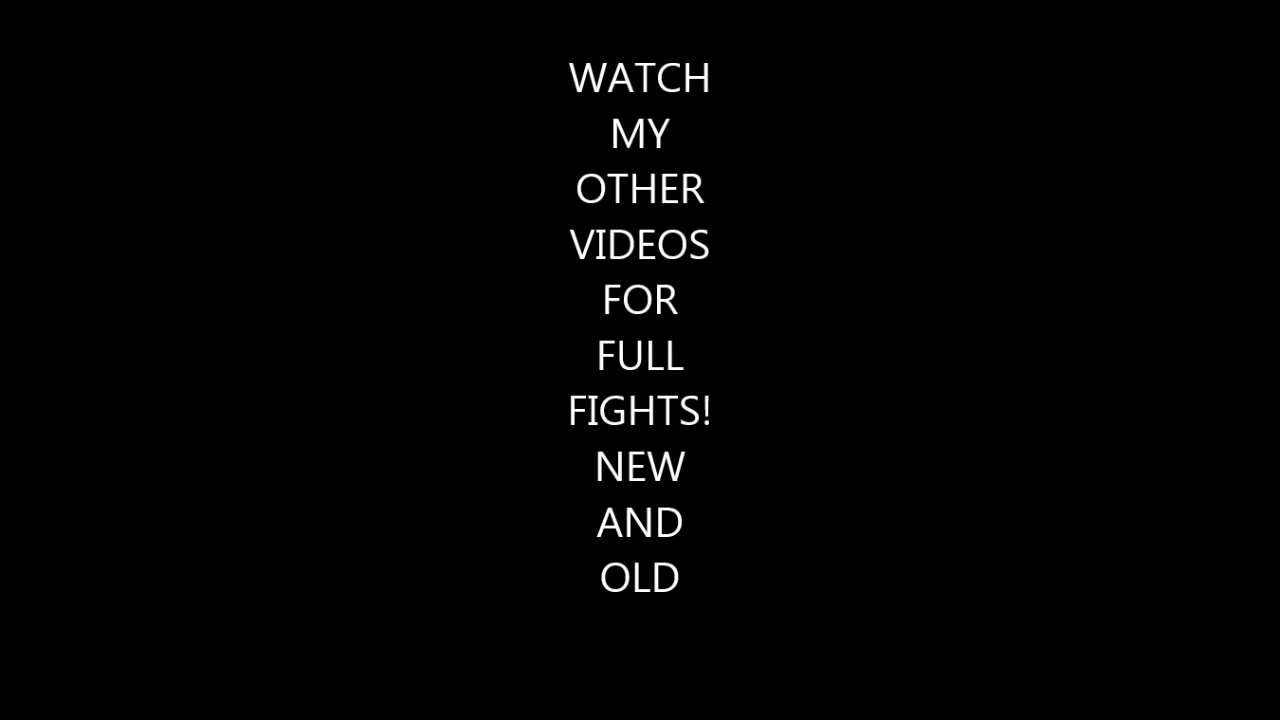 WATCH
MY
OTHER
VIDEOS
FOR
FULL
FIGHTS!
NEW
AND
OLD